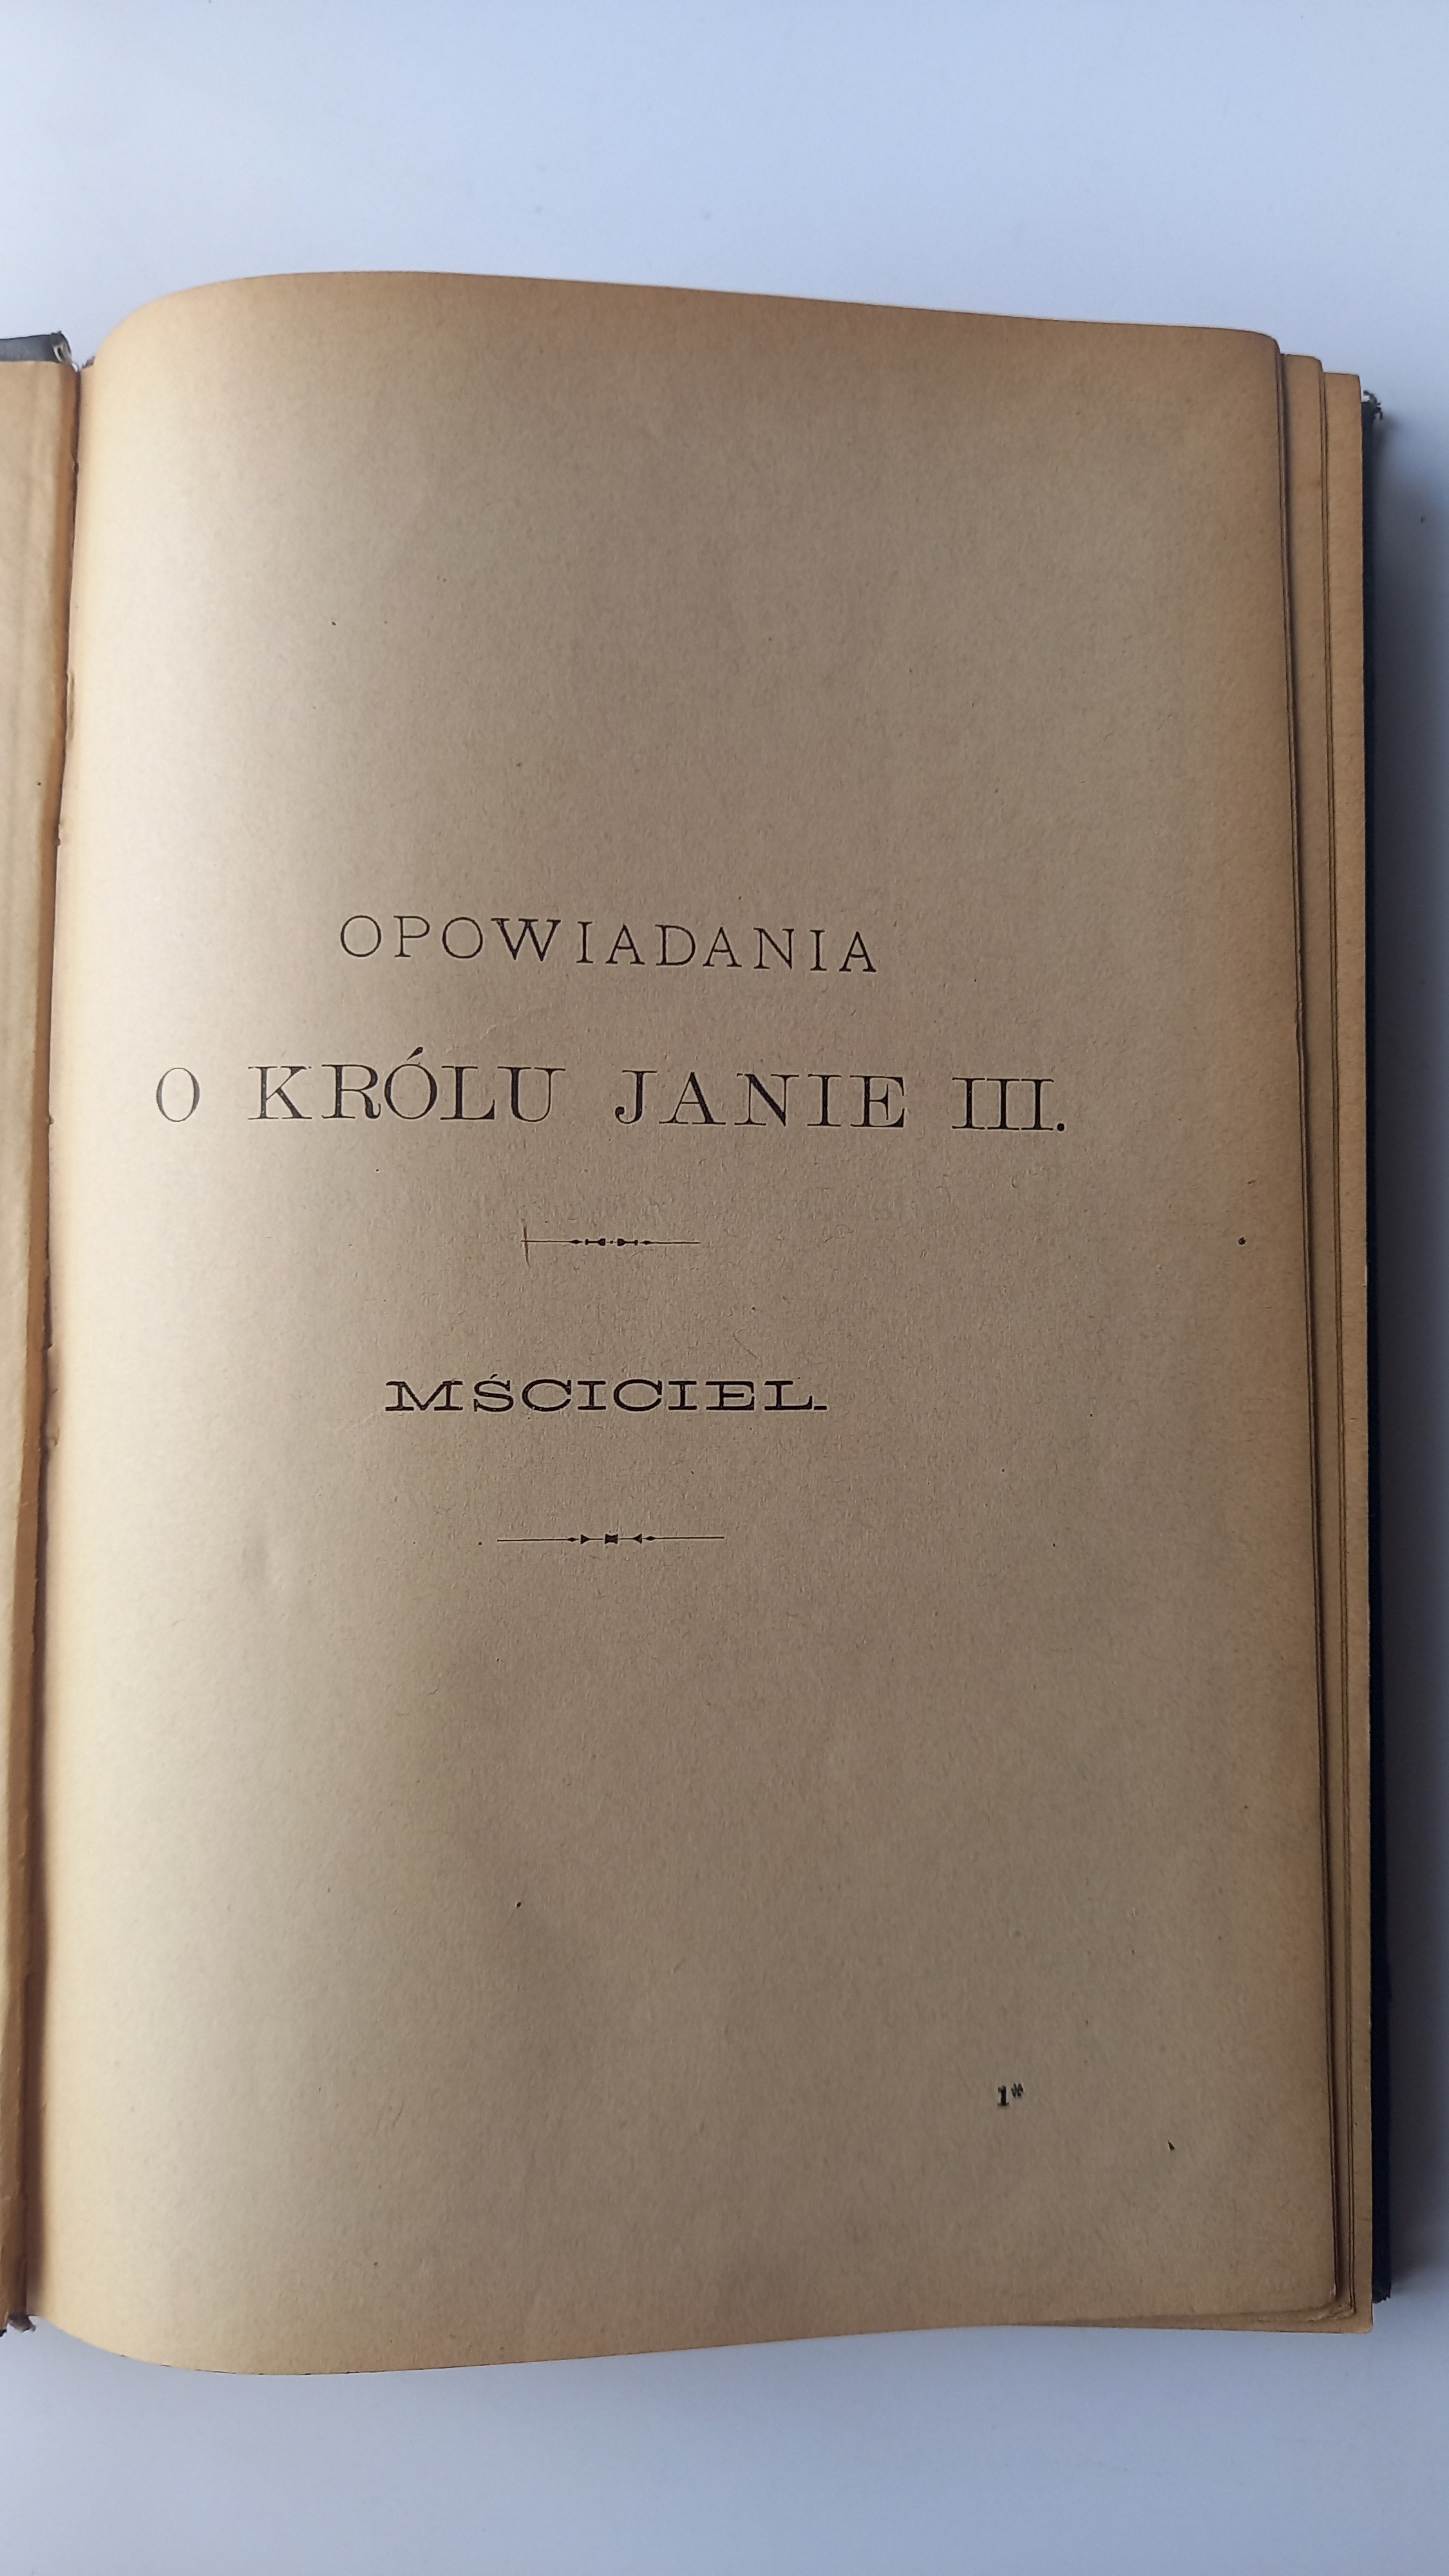 OPOWIADANIA
O KRÓLU JANIE III.
MŚCICIEL.
1*